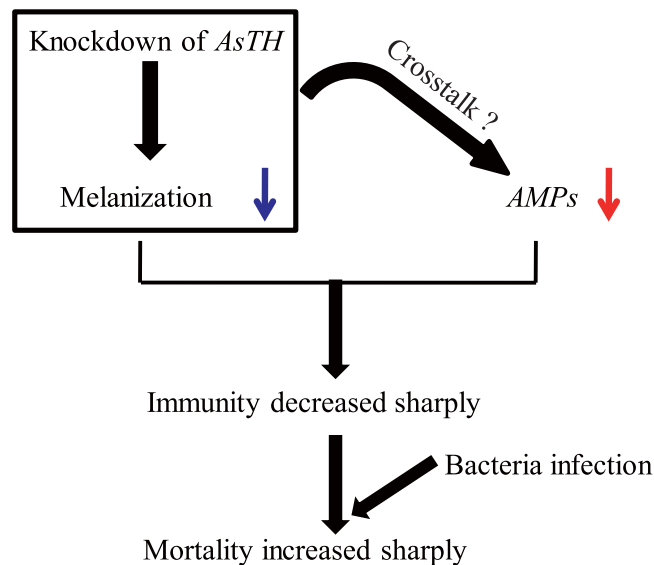 Knockdown of AsTH
Crosstalk ?
Melanization
AMPs
Immunity decreased sharply
Bacteria infection
Mortality increased sharply